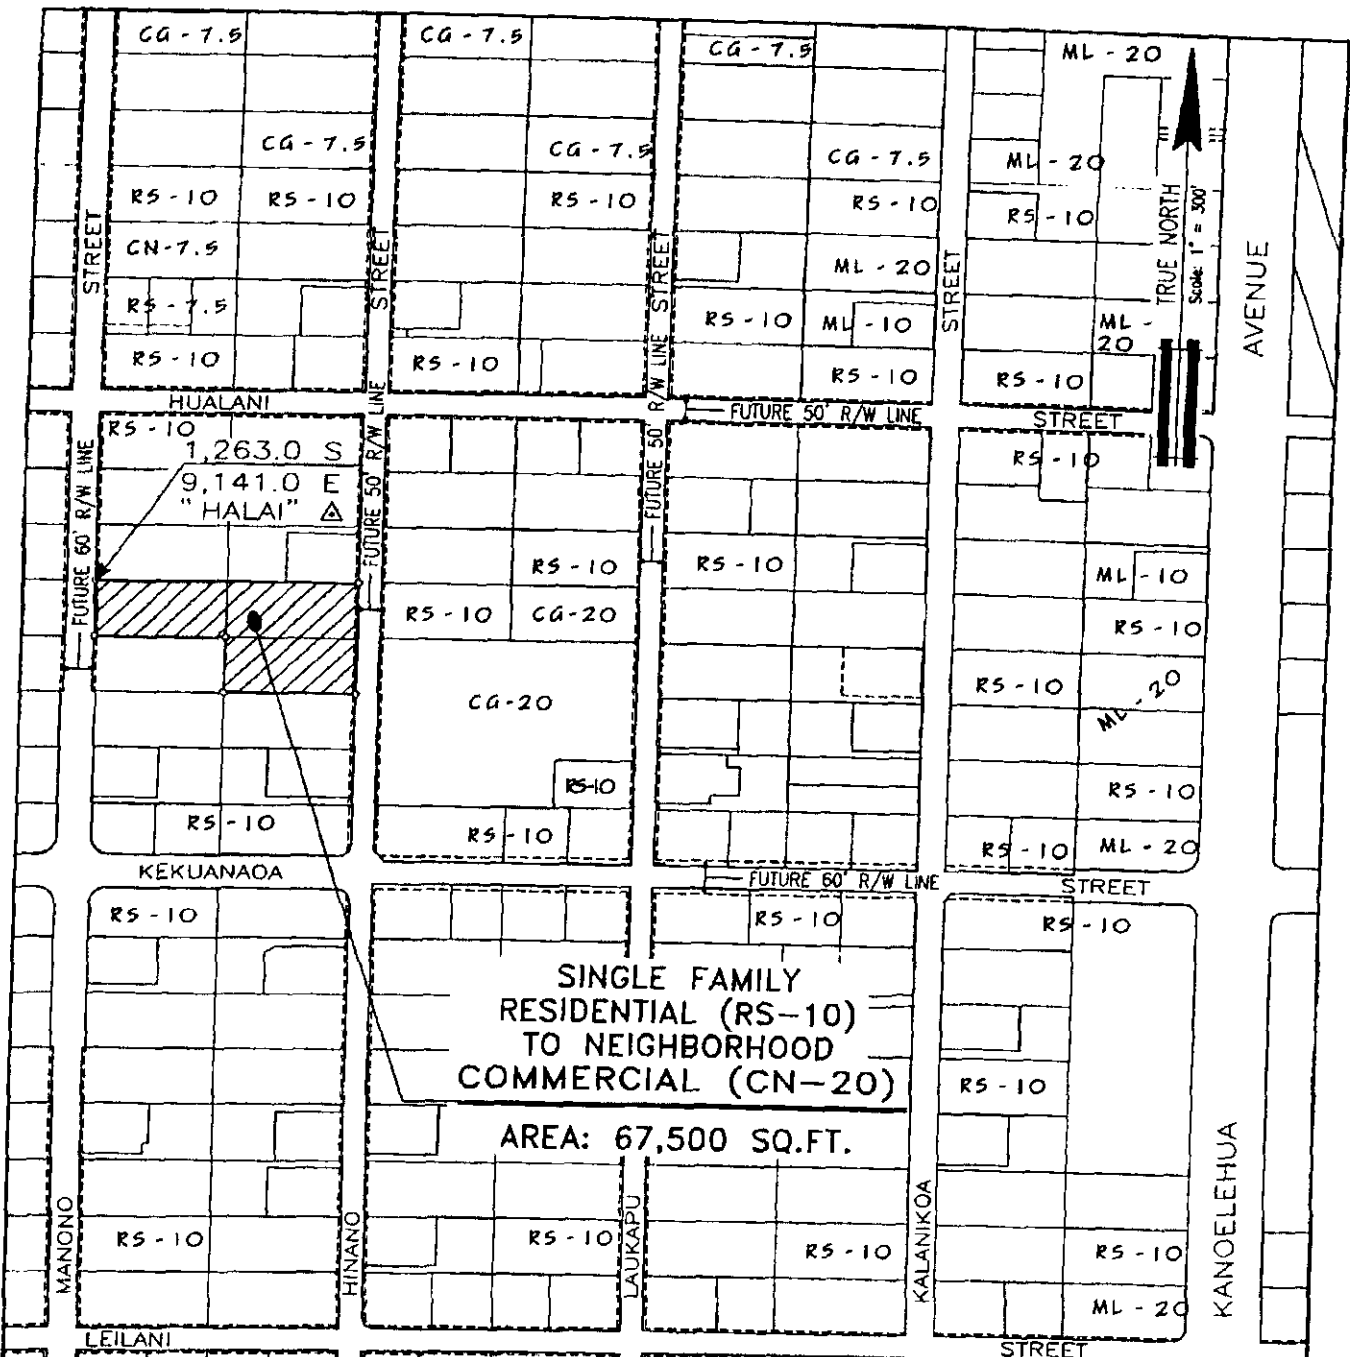 CG - 7.5
CG - 7.5
CG - 7.5
ML - 20
CG - 7.5
CG - 7.5
CG - 7.5
ML - 20
RS - 10
RS - 10
RS - 10
RS - 10
RS - 10
TRUE NORTH
Scale: 1" = 300'
STREET
CN - 7.5
STREET
STREET
ML - 20
STREET
AVENUE
RS - 7.5
RS - 10
ML - 10
ML -
20
RS - 10
RS - 10
RS - 10
RS - 10
HUALANI
FUTURE 50' R/W LINE
STREET
RS - 10
1,263.0 S
9,141.0 E
"HALAI"
FUTURE 60' R/W LINE
FUTURE 50' R/W LINE
FUTURE 50' R/W LINE
RS - 10
RS - 10
RS - 10
ML - 10
RS - 10
CG-20
RS - 10
CG-20
RS - 10
ML - 20
RS-10
RS - 10
RS - 10
RS - 10
RS - 10
ML - 20
KEKUANAOA
FUTURE 60' R/W LINE
STREET
RS - 10
RS - 10
RS - 10
SINGLE FAMILY
RESIDENTIAL (RS-10)
TO NEIGHBORHOOD
COMMERCIAL (CN-20)
AREA: 67,500 SQ.FT.
RS - 10
MANONO
HINANO
LAUKAPU
KALANIKOA
KANOELEHUA
RS - 10
RS - 10
RS - 10
RS - 10
ML - 20
LEILANI
STREET